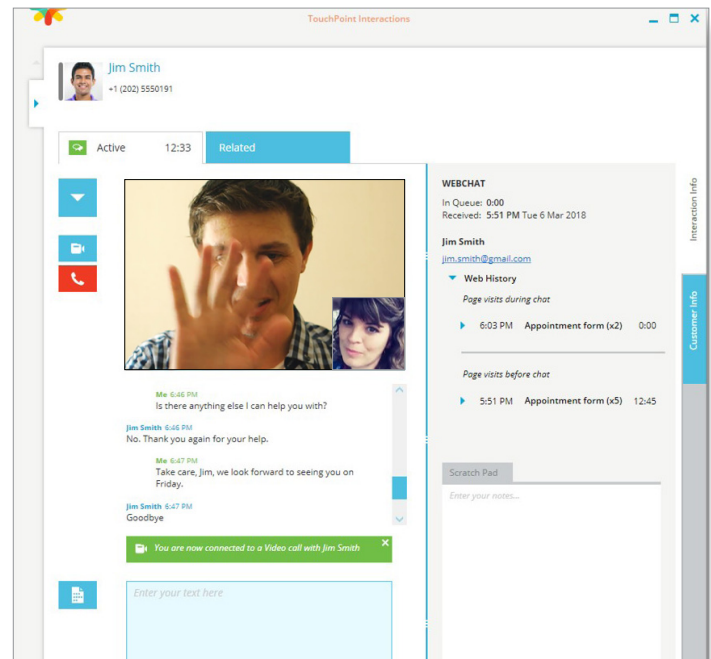 TouchPoint Interactions
Jim Smith
+1 (202) 5550191
Active 12:33
Related
WEBCHAT
In Queue: 0:00
Received: 5:51 PM Tue 6 Mar 2018
Jim Smith
jim.smith@gmail.com
Web History
Page visits during chat
6:03 PM Appointment form (x2) 0:00
Page visits before chat
5:51 PM Appointment form (x5) 12:45
Interaction Info
Customer Info
Me 6:46 PM
Is there anything else I can help you with?
Jim Smith 6:46 PM
No. Thank you again for your help.
Me 6:47 PM
Take care, Jim, we look forward to seeing you on
Friday.
Jim Smith 6:47 PM
Goodbye
You are now connected to a Video call with Jim Smith
Enter your text here
Scratch Pad
Enter your notes...